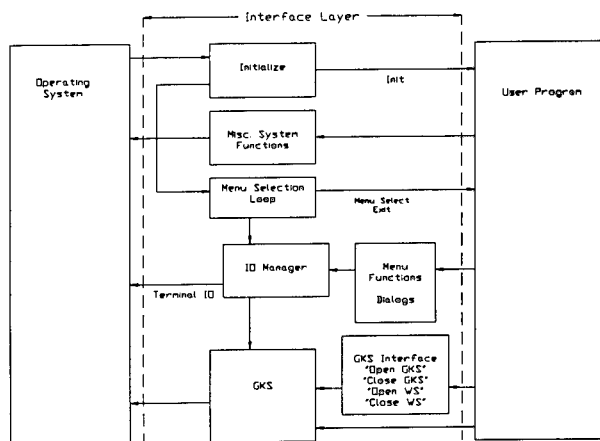 Interface Layer
Operating
System
Initialize
Init
User Program
Misc. System
Functions
Menu Selection
Loop
Menu Select
Exit
IO Manager
Menu
Functions
Dialogs
Terminal IO
GKS
GKS Interface
"Open GKS"
"Close GKS"
"Open WS"
"Close WS"